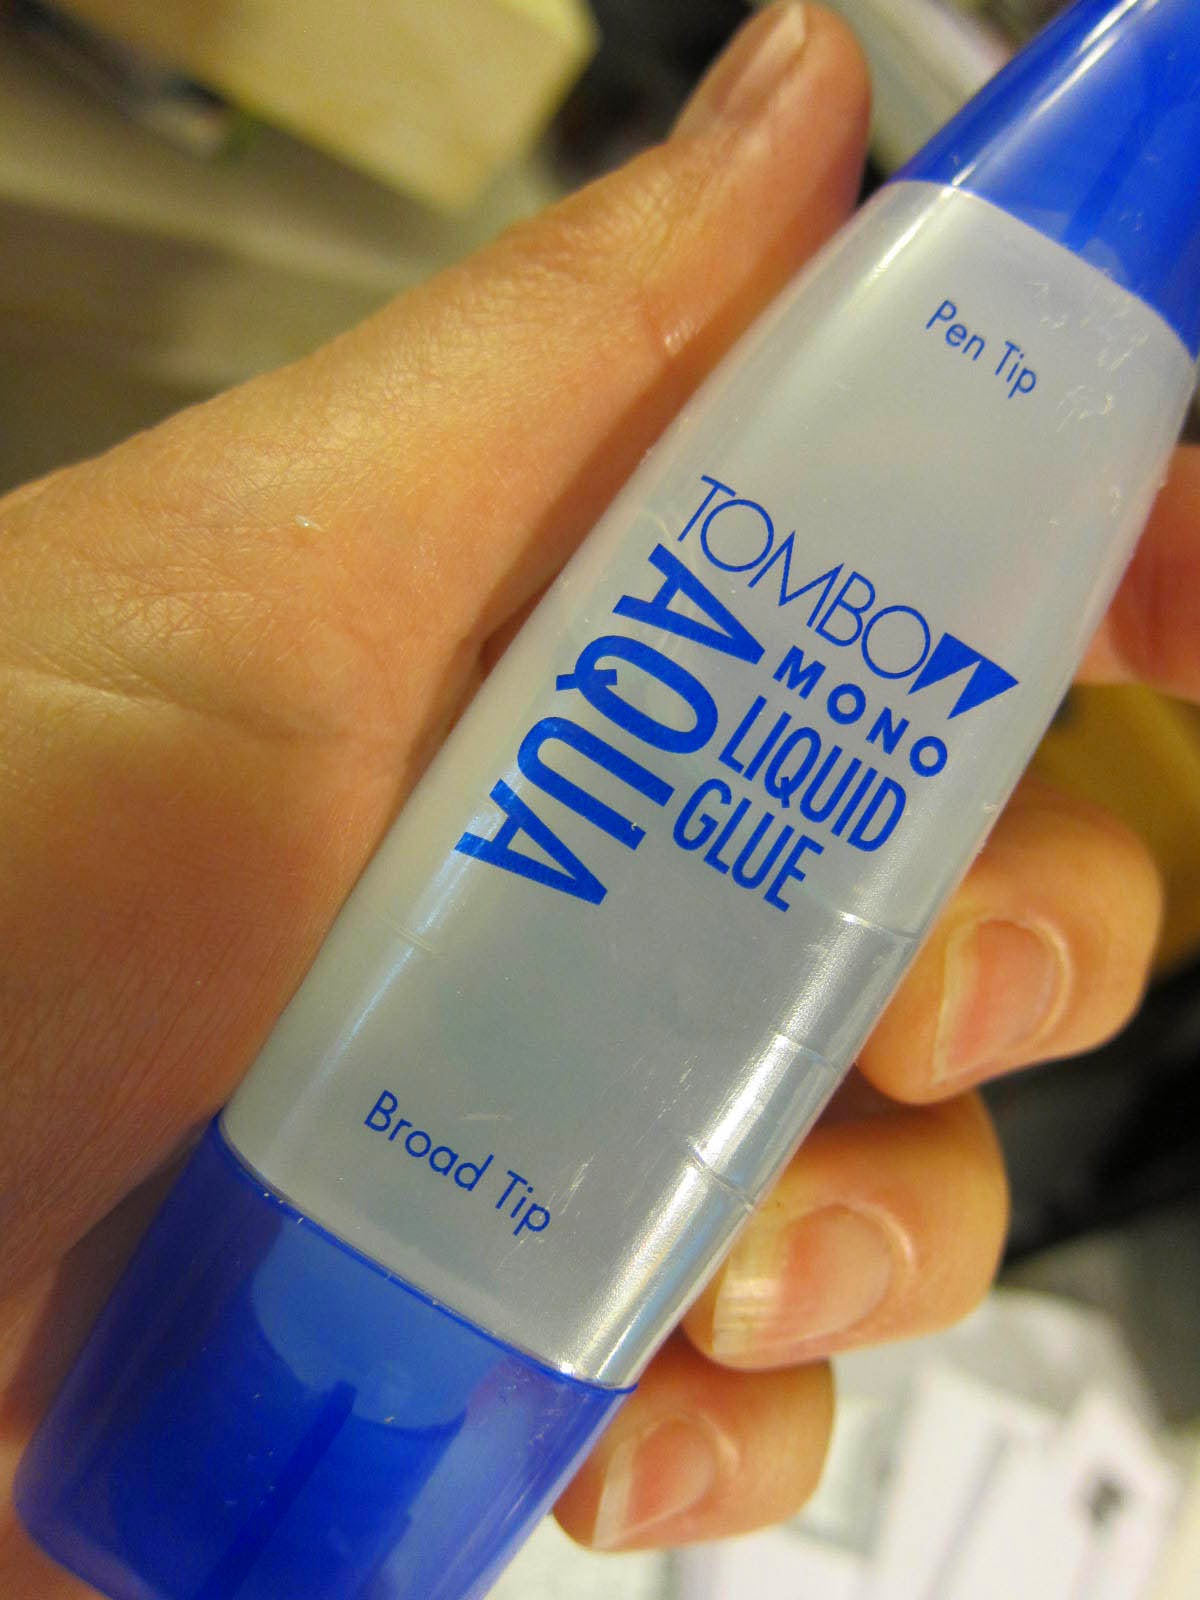 Pen Tip
TOMBOW
MONO
AQUA
LIQUID
GLUE
Broad Tip